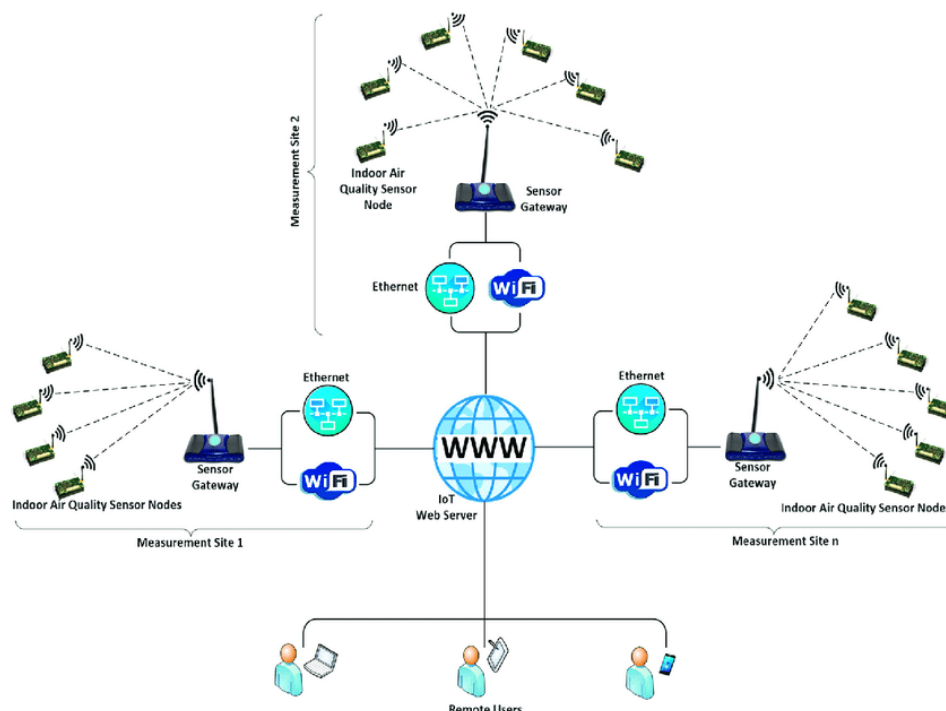 Measurement Site 2
Indoor Air
Quality Sensor
Node
Sensor
Gateway
Ethernet
WiFi
Ethernet
WiFi
Sensor
Gateway
Indoor Air Quality Sensor Nodes
Measurement Site 1
WWW
IoT
Web Server
Ethernet
WiFi
Sensor
Gateway
Indoor Air Quality Sensor Node
Measurement Site n
Remote Users